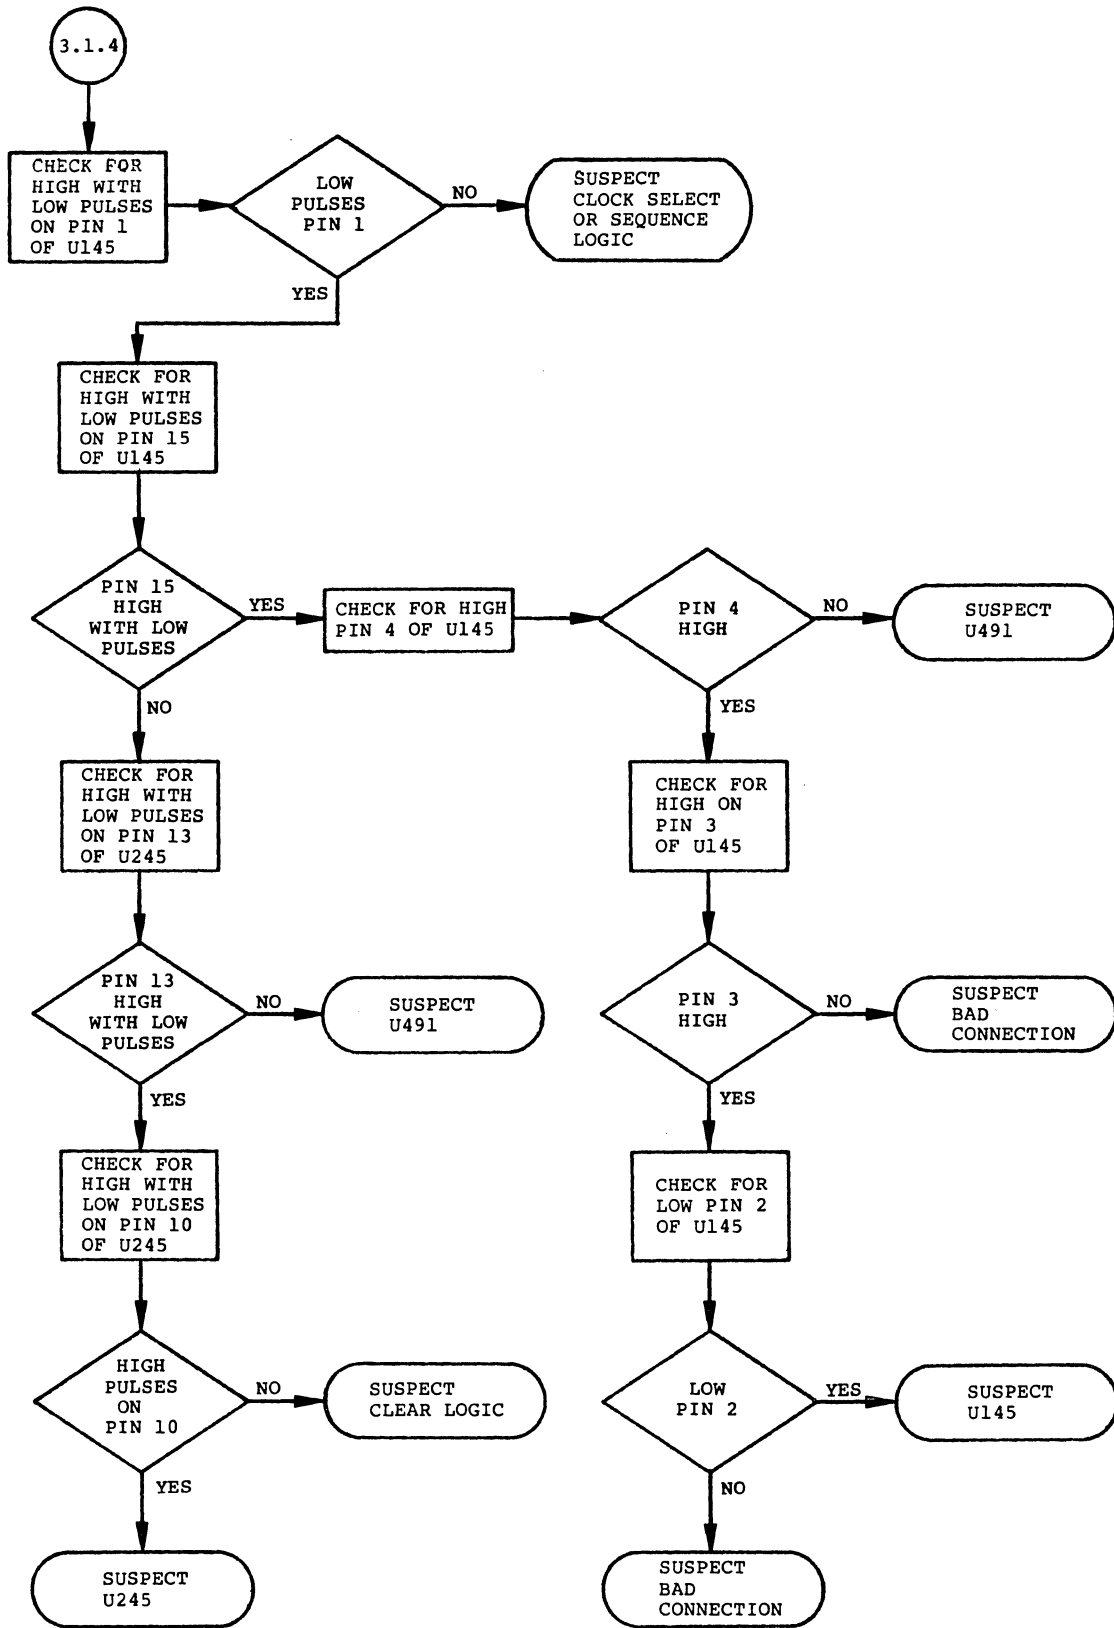 3.1.4
CHECK FOR
HIGH WITH
LOW PULSES
ON PIN 1
OF U145
LOW
PULSES
PIN 1
NO
SUSPECT
CLOCK SELECT
OR SEQUENCE
LOGIC
YES
CHECK FOR
HIGH WITH
LOW PULSES
ON PIN 15
OF U145
PIN 15
HIGH
WITH LOW
PULSES
YES
CHECK FOR HIGH
PIN 4 OF U145
PIN 4
HIGH
NO
SUSPECT
U491
NO
YES
CHECK FOR
HIGH WITH
LOW PULSES
ON PIN 13
OF U245
CHECK FOR
HIGH ON
PIN 3
OF U145
PIN 13
HIGH
WITH LOW
PULSES
NO
SUSPECT
U491
PIN 3
HIGH
NO
SUSPECT
BAD
CONNECTION
YES
YES
CHECK FOR
HIGH WITH
LOW PULSES
ON PIN 10
OF U245
CHECK FOR
LOW PIN 2
OF U145
HIGH
PULSES
ON
PIN 10
NO
SUSPECT
CLEAR LOGIC
LOW
PIN 2
YES
SUSPECT
U145
YES
NO
SUSPECT
U245
SUSPECT
BAD
CONNECTION